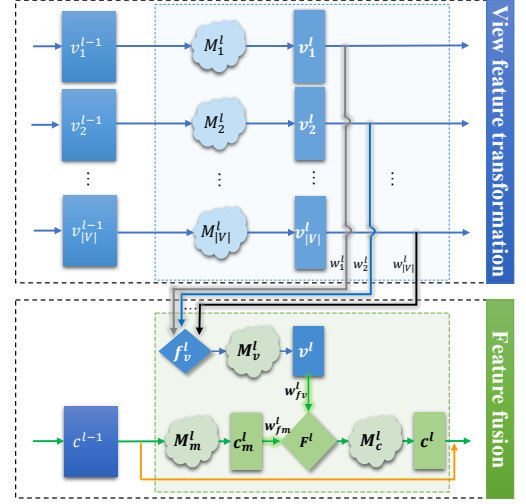 v_1^{l-1} M_1^l v_1^l
v_2^{l-1} M_2^l v_2^l
⋮ ⋮ ⋮ ⋮
v_{|V|}^{l-1} M_{|V|}^l v_{|V|}^l
w_1^l w_2^l w_{|V|}^l
View feature transformation
...
f_v^l M_v^l v^l
w_{fv}^l
w_{fm}^l
c^{l-1} M_m^l c_m^l F^l M_c^l c^l
Feature fusion